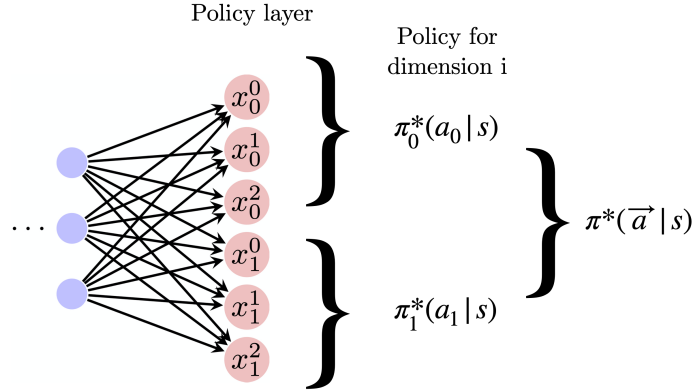 Policy layer
Policy for
dimension i
x_0^0
x_0^1
x_0^2
x_1^0
x_1^1
x_1^2
...
π_0^*(a_0|s)
π_1^*(a_1|s)
π^*(\vec{a}|s)